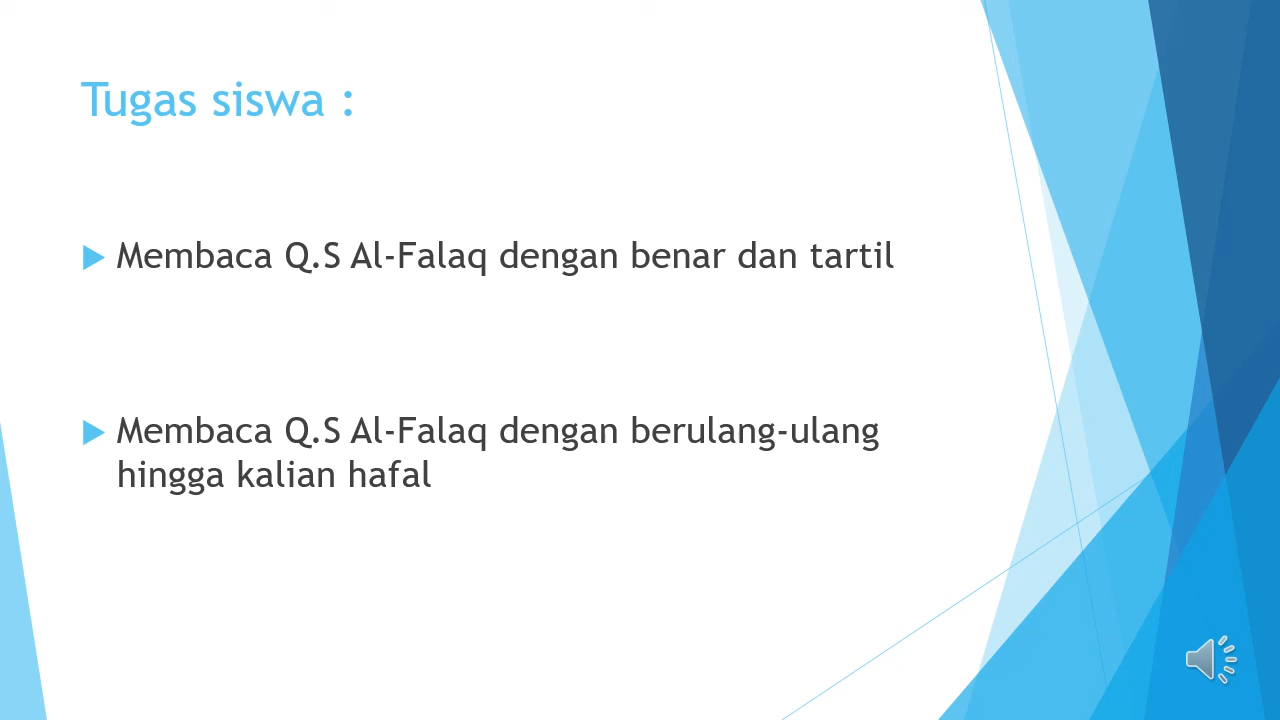 Tugas siswa :
Membaca Q.S Al-Falaq dengan benar dan tartil
Membaca Q.S Al-Falaq dengan berulang-ulang
hingga kalian hafal